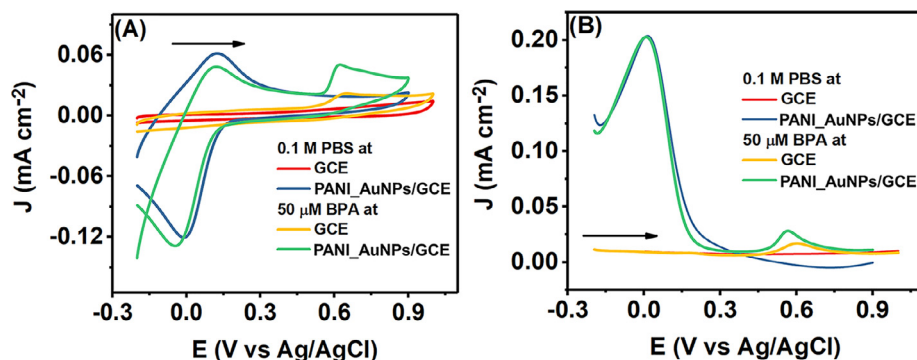 (A)
J (mA cm⁻²)
0.06
0.00
-0.06
-0.12
0.1 M PBS at
GCE
PANI_AuNPs/GCE
50 μM BPA at
GCE
PANI_AuNPs/GCE
-0.3 0.0 0.3 0.6 0.9
E (V vs Ag/AgCl)
(B)
J (mA cm⁻²)
0.20
0.15
0.10
0.05
0.00
0.1 M PBS at
GCE
PANI_AuNPs/GCE
50 μM BPA at
GCE
PANI_AuNPs/GCE
-0.3 0.0 0.3 0.6 0.9
E (V vs Ag/AgCl)